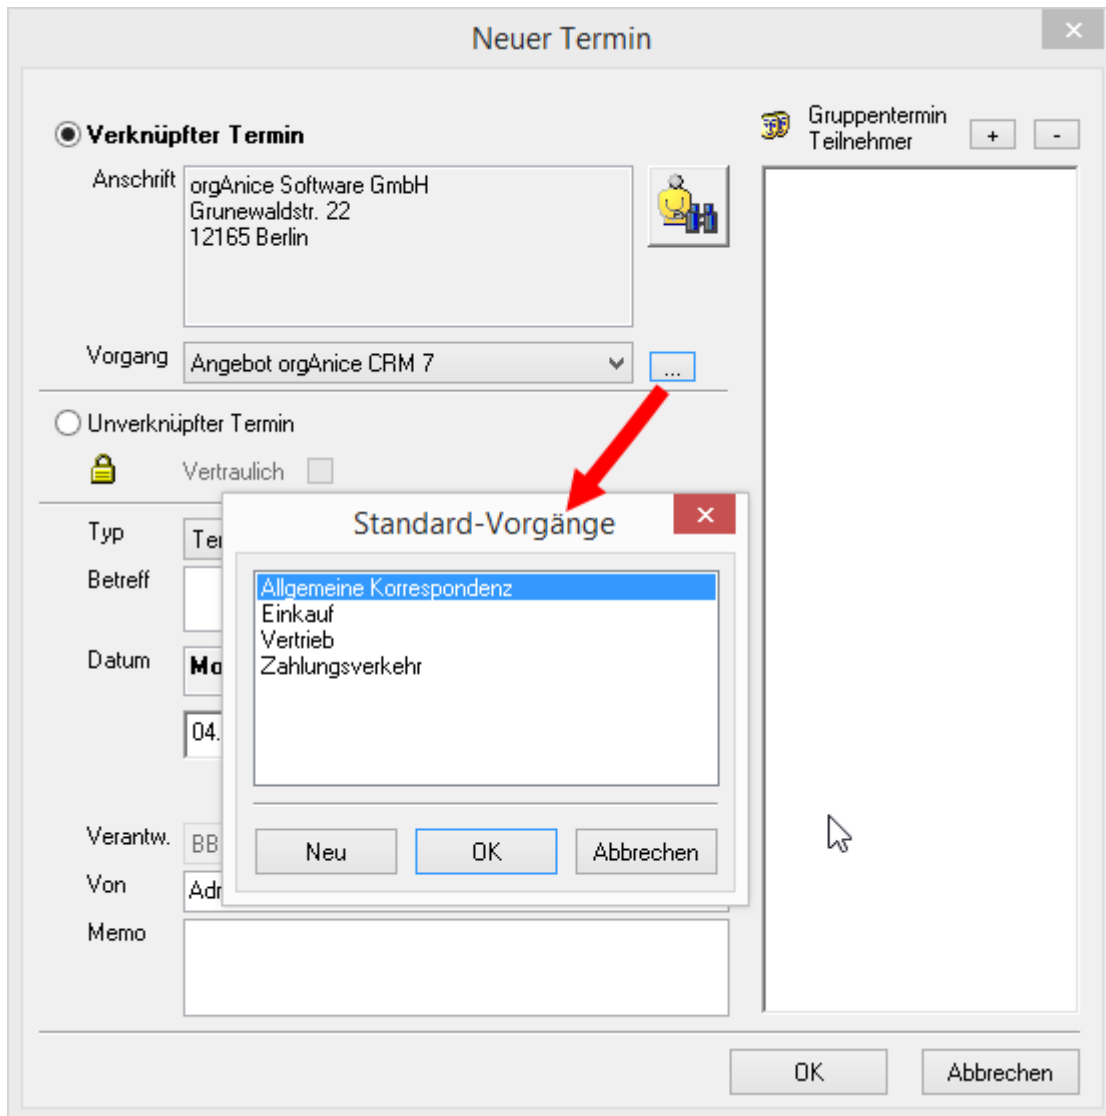 Neuer Termin
Verknüpfter Termin
Gruppentermin
Teilnehmer
+ -
Anschrift
orgAnice Software GmbH
Grunewaldstr. 22
12165 Berlin
Vorgang Angebot orgAnice CRM 7 ...
Unverknüpfter Termin
Vertraulich
Standard-Vorgänge
Typ
Betreff
Allgemeine Korrespondenz
Einkauf
Vertrieb
Datum
Zahlungsverkehr
04.
Verantw. BB
Neu OK Abbrechen
Von
Memo
OK Abbrechen